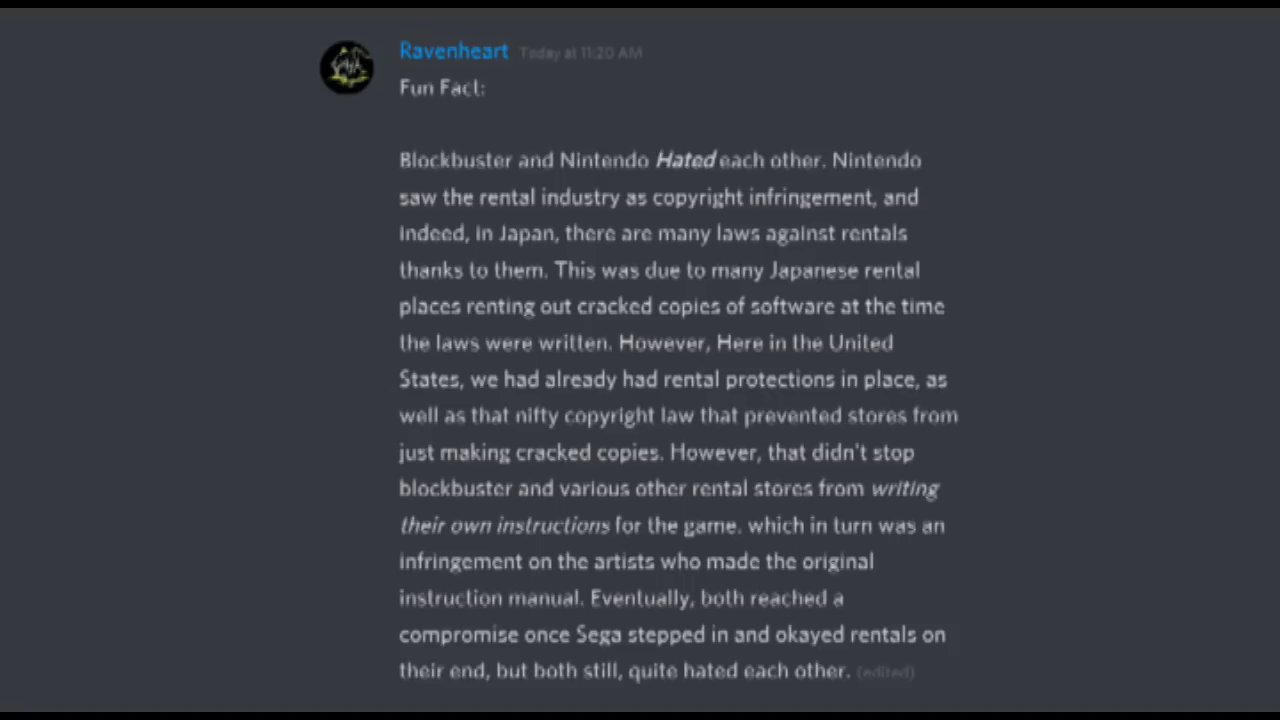 Ravenheart Today at 11:20 AM
Fun Fact:
Blockbuster and Nintendo Hated each other. Nintendo
saw the rental industry as copyright infringement, and
indeed, in Japan, there are many laws against rentals
thanks to them. This was due to many Japanese rental
places renting out cracked copies of software at the time
the laws were written. However, Here in the United
States, we had already had rental protections in place, as
well as that nifty copyright law that prevented stores from
just making cracked copies. However, that didn't stop
blockbuster and various other rental stores from writing
their own instructions for the game. which in turn was an
infringement on the artists who made the original
instruction manual. Eventually, both reached a
compromise once Sega stepped in and okayed rentals on
their end, but both still, quite hated each other. (edited)